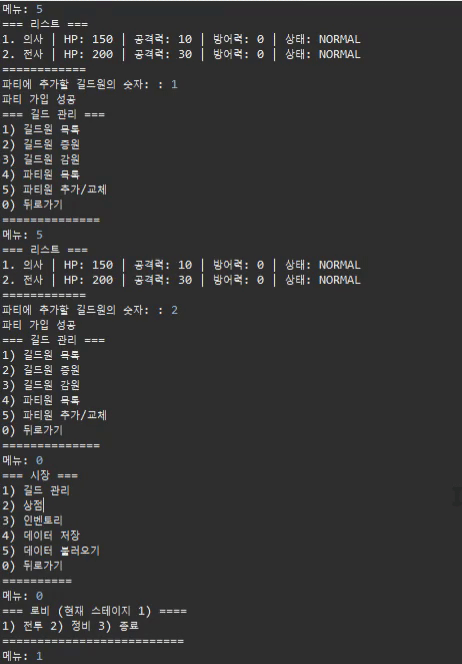 메뉴: 5
=== 리스트 ===
1. 의사 | HP: 150 | 공격력: 10 | 방어력: 0 | 상태: NORMAL
2. 전사 | HP: 200 | 공격력: 30 | 방어력: 0 | 상태: NORMAL
============
파티에 추가할 길드원의 숫자: : 1
파티 가입 성공
=== 길드 관리 ===
1) 길드원 목록
2) 길드원 증원
3) 길드원 감원
4) 파티원 목록
5) 파티원 추가/교체
0) 뒤로가기
==============
메뉴: 5
=== 리스트 ===
1. 의사 | HP: 150 | 공격력: 10 | 방어력: 0 | 상태: NORMAL
2. 전사 | HP: 200 | 공격력: 30 | 방어력: 0 | 상태: NORMAL
============
파티에 추가할 길드원의 숫자: : 2
파티 가입 성공
=== 길드 관리 ===
1) 길드원 목록
2) 길드원 증원
3) 길드원 감원
4) 파티원 목록
5) 파티원 추가/교체
0) 뒤로가기
==============
메뉴: 0
=== 시장 ===
1) 길드 관리
2) 상점
3) 인벤토리
4) 데이터 저장
5) 데이터 불러오기
0) 뒤로가기
==========
메뉴: 0
=== 로비 (현재 스테이지 1) ====
1) 전투 2) 정비 3) 종료
==========================
메뉴: 1